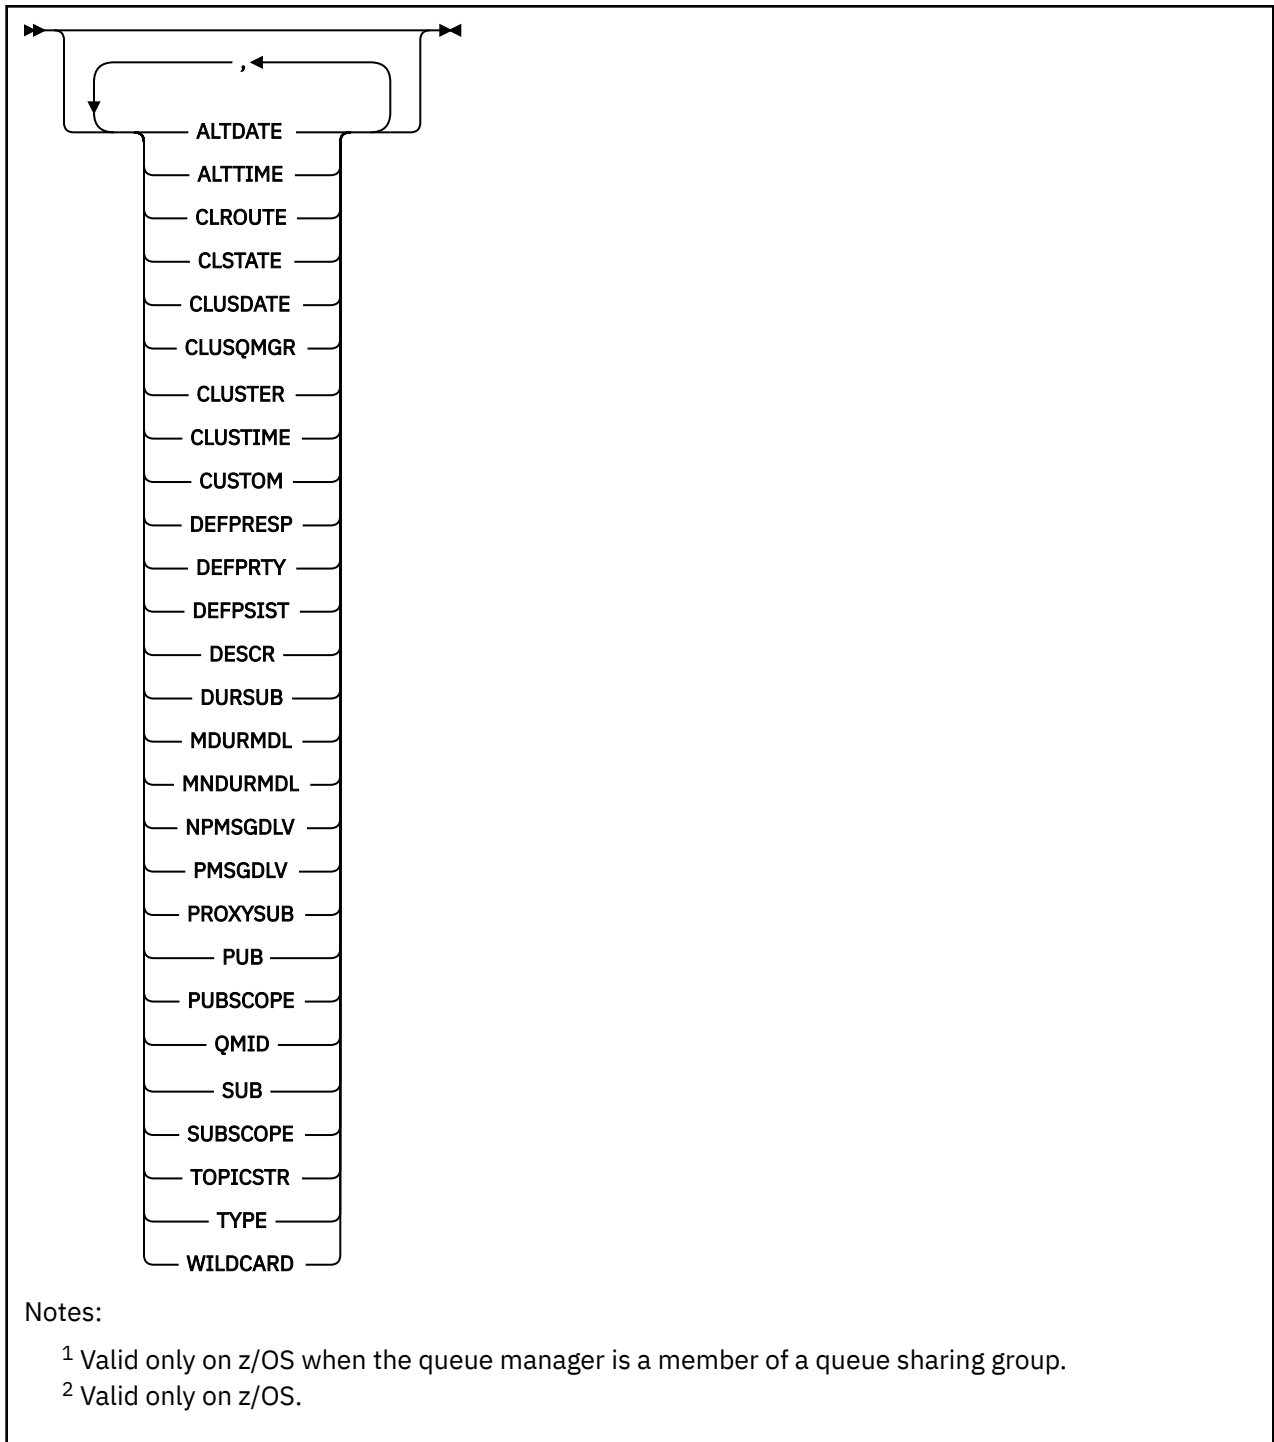 ,
ALTDATE
ALTTIME
CLROUTE
CLSTATE
CLUSDATE
CLUSQMGR
CLUSTER
CLUSTIME
CUSTOM
DEFPRESP
DEFPRTY
DEFPSIST
DESCR
DURSUB
MDURMDL
MNDURMDL
NPMSGDLV
PMSGDLV
PROXYSUB
PUB
PUBSCOPE
QMID
SUB
SUBSCOPE
TOPICSTR
TYPE
WILDCARD
Notes:
1 Valid only on z/OS when the queue manager is a member of a queue sharing group.
2 Valid only on z/OS.